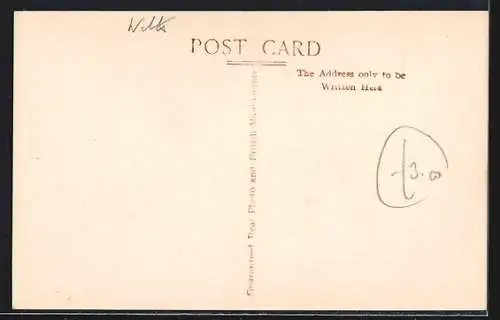 Wilts
POST CARD
The Address only to be
Written Here
Guaranteed Real Photo and British Manufacture